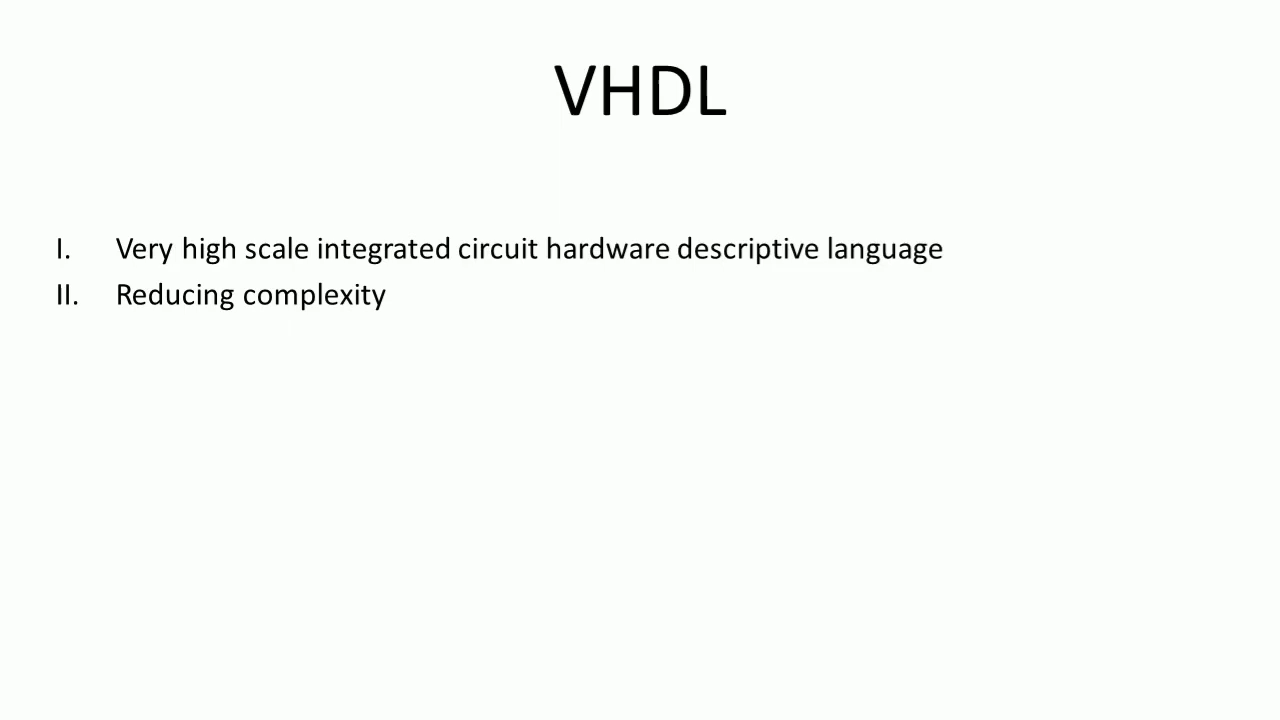 VHDL
I. Very high scale integrated circuit hardware descriptive language
II. Reducing complexity